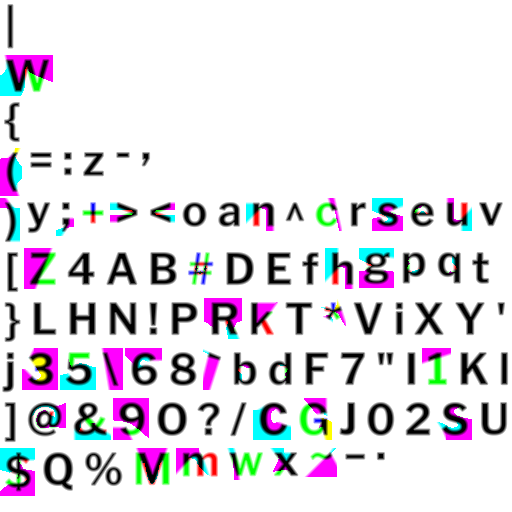 |
W
{
(=:z-,
)y;+><oan^crseuv
[Z4AB#DEfhgpqt
}LHN!PRkT*ViXY'
j35\68`bdF7"I1Kl
]@&9O?/CGJ02SU
$Q%Mmwx~-.